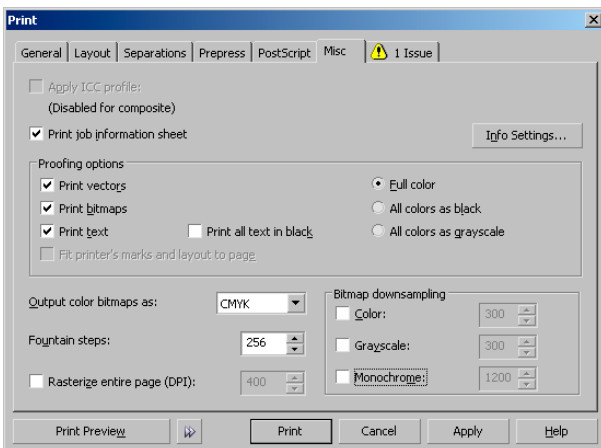 Print
General Layout Separations Prepress PostScript Misc 1 Issue
Apply ICC profile:
(Disabled for composite)
Print job information sheet Info Settings...
Proofing options
Print vectors Full color
Print bitmaps All colors as black
Print text Print all text in black All colors as grayscale
Fit printer's marks and layout to page
Output color bitmaps as: CMYK Bitmap downsampling
Color: 300
Fountain steps: 256 Grayscale: 300
Rasterize entire page (DPI): 400 Monochrome: 1200
Print Preview Print Cancel Apply Help